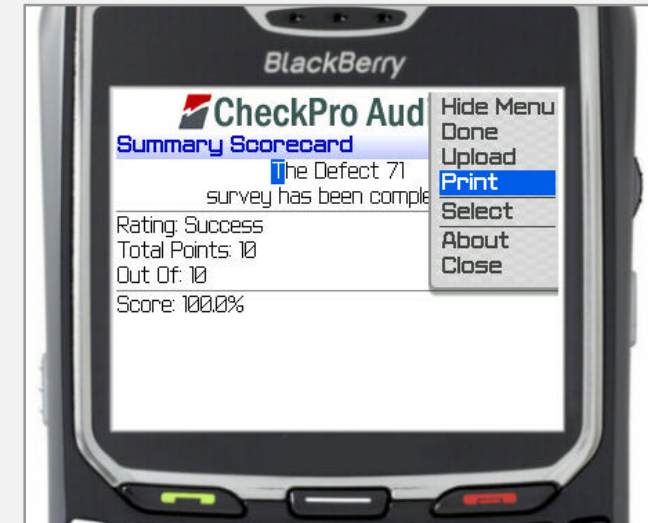 BlackBerry
CheckPro Aud
Summary Scorecard
The Defect 71
survey has been comple
Rating: Success
Total Points: 10
Out Of: 10
Score: 100.0%
Hide Menu
Done
Upload
Print
Select
About
Close